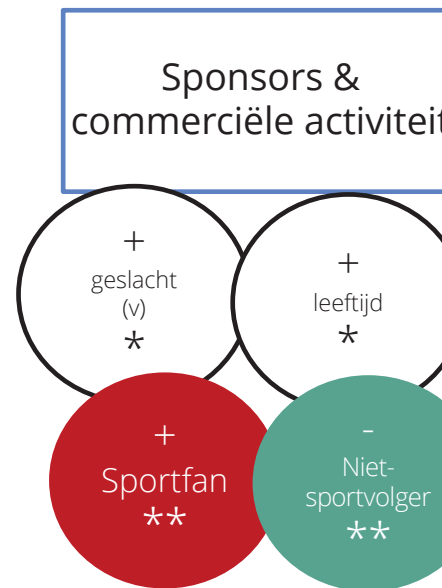 Sponsors &
commerciële activiteit
+
geslacht
(v)
*
+
leeftijd
*
+
Sportfan
**
-
Niet-
sportvolger
**